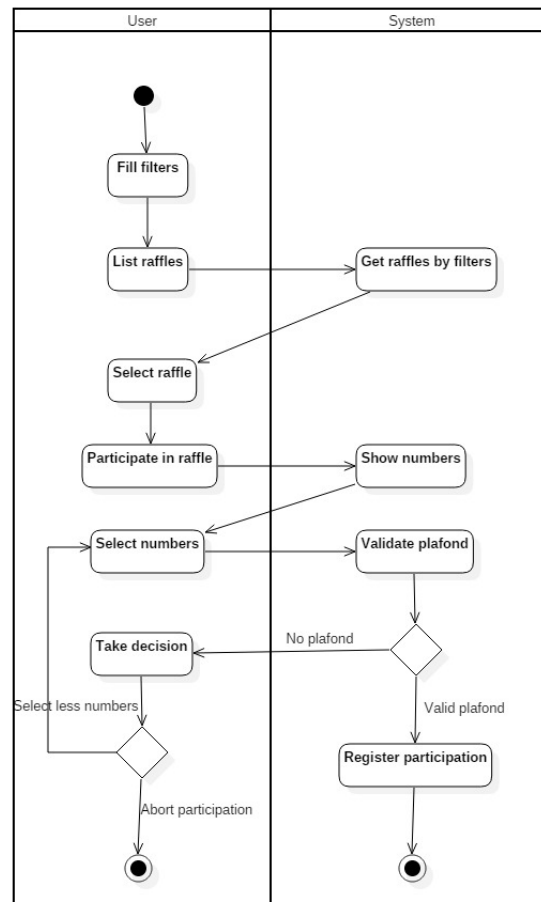 User
System
Fill filters
List raffles
Get raffles by filters
Select raffle
Participate in raffle
Show numbers
Select numbers
Validate plafond
No plafond
Take decision
Select less numbers
Valid plafond
Register participation
Abort participation